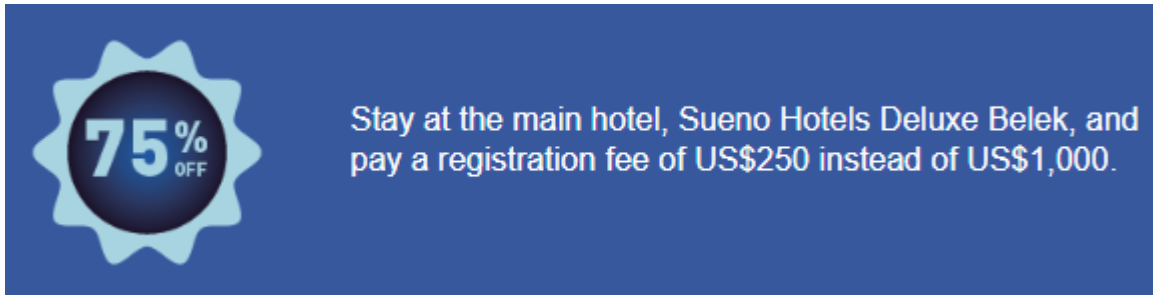 75%
OFF
Stay at the main hotel, Sueno Hotels Deluxe Belek, and
pay a registration fee of US$250 instead of US$1,000.